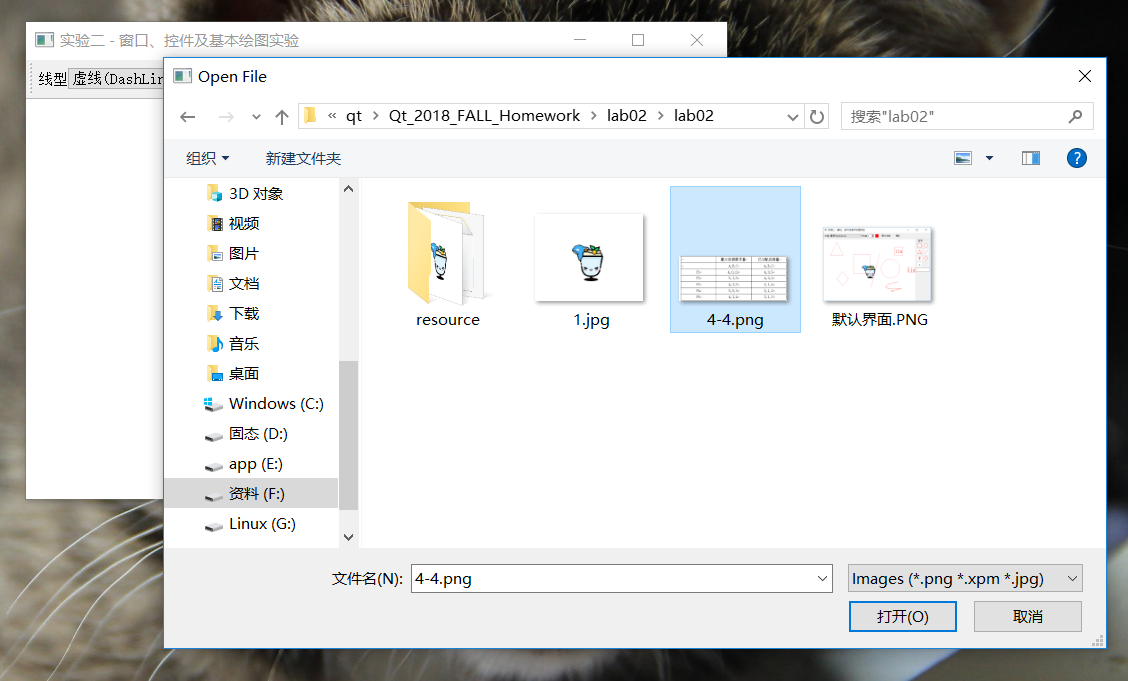 实验二 - 窗口、控件及基本绘图实验
线型 虚线(DashLin
Open File
« qt › Qt_2018_FALL_Homework › lab02 › lab02
搜索"lab02"
组织
新建文件夹
?
3D 对象
视频
图片
文档
下载
音乐
桌面
Windows (C:)
固态 (D:)
app (E:)
资料 (F:)
Linux (G:)
resource
1.jpg
4-4.png
默认界面.PNG
文件名(N): 4-4.png
Images (*.png *.xpm *.jpg)
打开(O)
取消